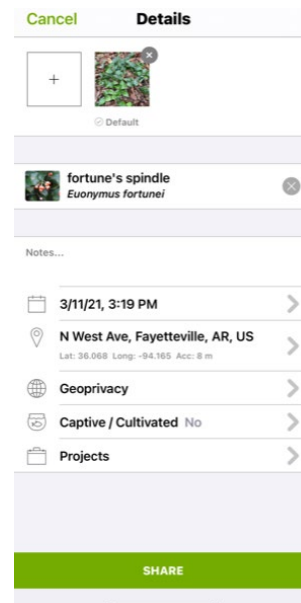 Cancel Details
Default
fortune's spindle
Euonymus fortunei
Notes...
3/11/21, 3:19 PM
N West Ave, Fayetteville, AR, US
Lat: 36.068 Long: -94.165 Acc: 8 m
Geoprivacy
Captive / Cultivated No
Projects
SHARE